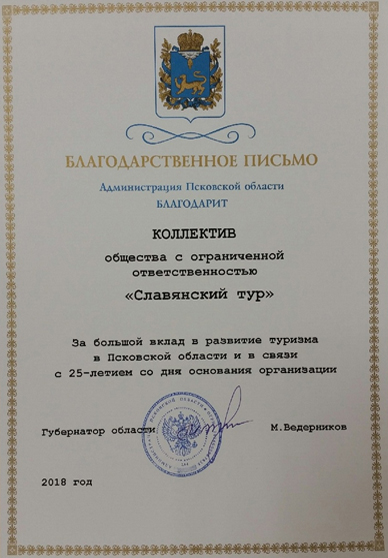 БЛАГОДАРСТВЕННОЕ ПИСЬМО
Администрация Псковской области
БЛАГОДАРИТ
КОЛЛЕКТИВ
общества с ограниченной
ответственностью
«Славянский тур»
За большой вклад в развитие туризма
в Псковской области и в связи
с 25-летием со дня основания организации
Губернатор области
М.Ведерников
2018 год